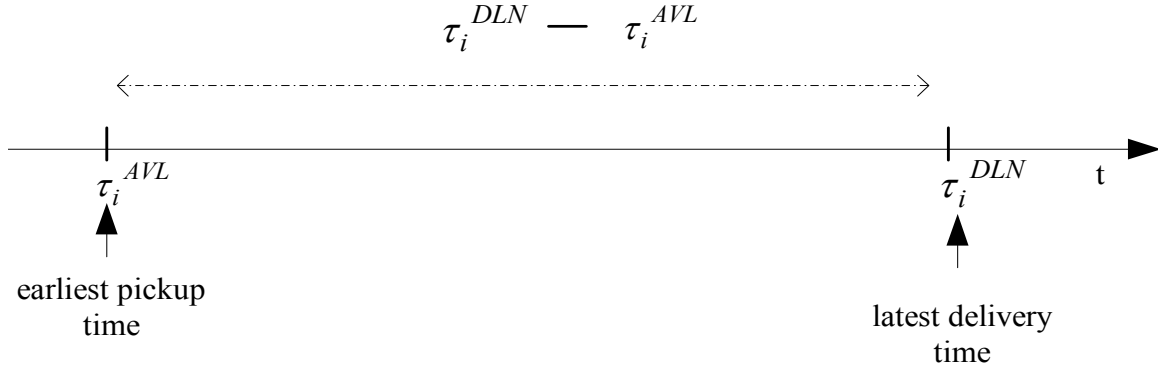 τ_i^DLN — τ_i^AVL
τ_i^AVL
τ_i^DLN
t
earliest pickup
time
latest delivery
time